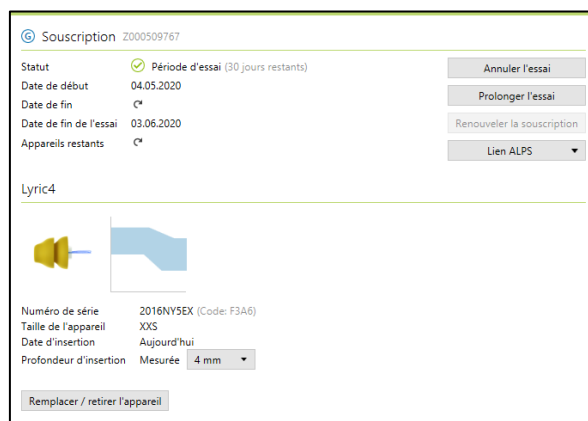 G Souscription Z000509767
Statut Période d'essai (30 jours restants) Annuler l'essai
Date de début 04.05.2020
Date de fin Prolonger l'essai
Date de fin de l'essai 03.06.2020 Renouveler la souscription
Appareils restants Lien ALPS
Lyric4
Numéro de série 2016NY5EX (Code: F3A6)
Taille de l'appareil XXS
Date d'insertion Aujourd'hui
Profondeur d'insertion Mesurée 4 mm
Remplacer / retirer l'appareil